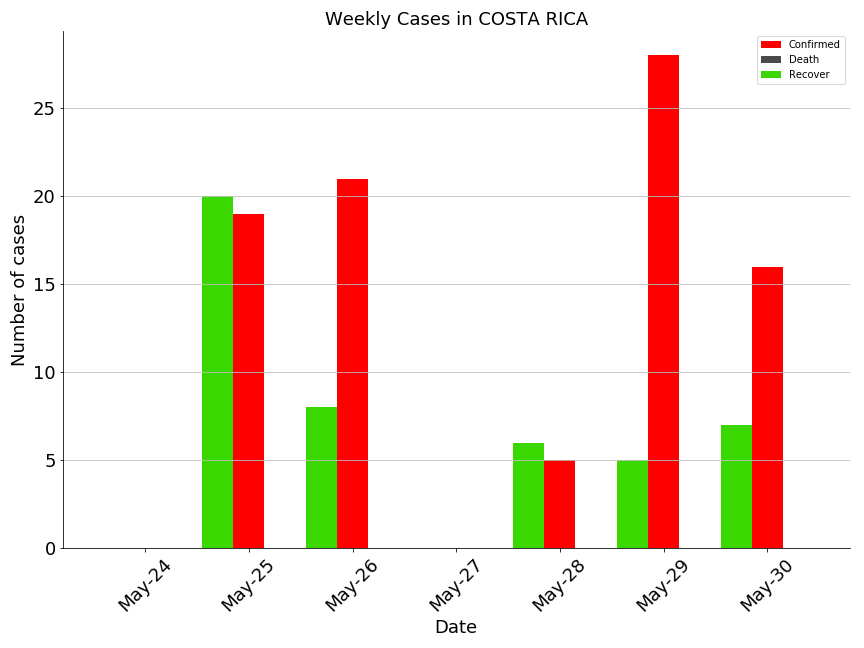 Weekly Cases in COSTA RICA
Confirmed
Death
Recover
Number of cases
25
20
15
10
5
0
May-24
May-25
May-26
May-27
May-28
May-29
May-30
Date